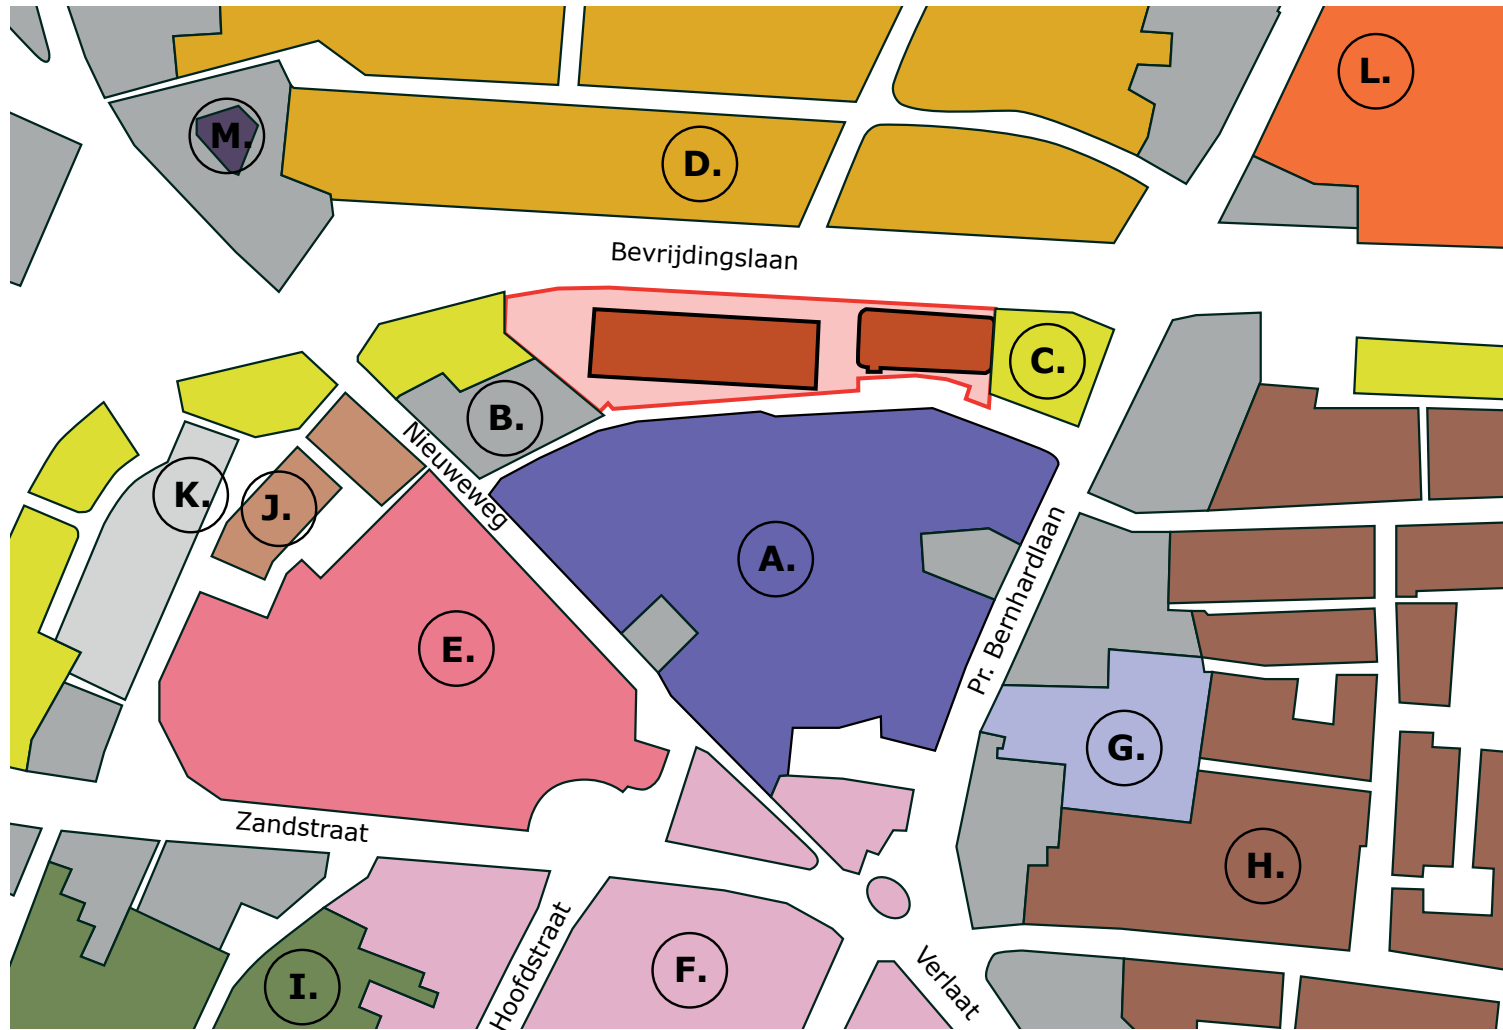 L.
M.
D.
Bevrijdingslaan
C.
B.
Nieuweweg
K.
J.
A.
Pr. Bernhardlaan
E.
G.
Zandstraat
H.
Hoofdstraat
F.
Verlaat
I.